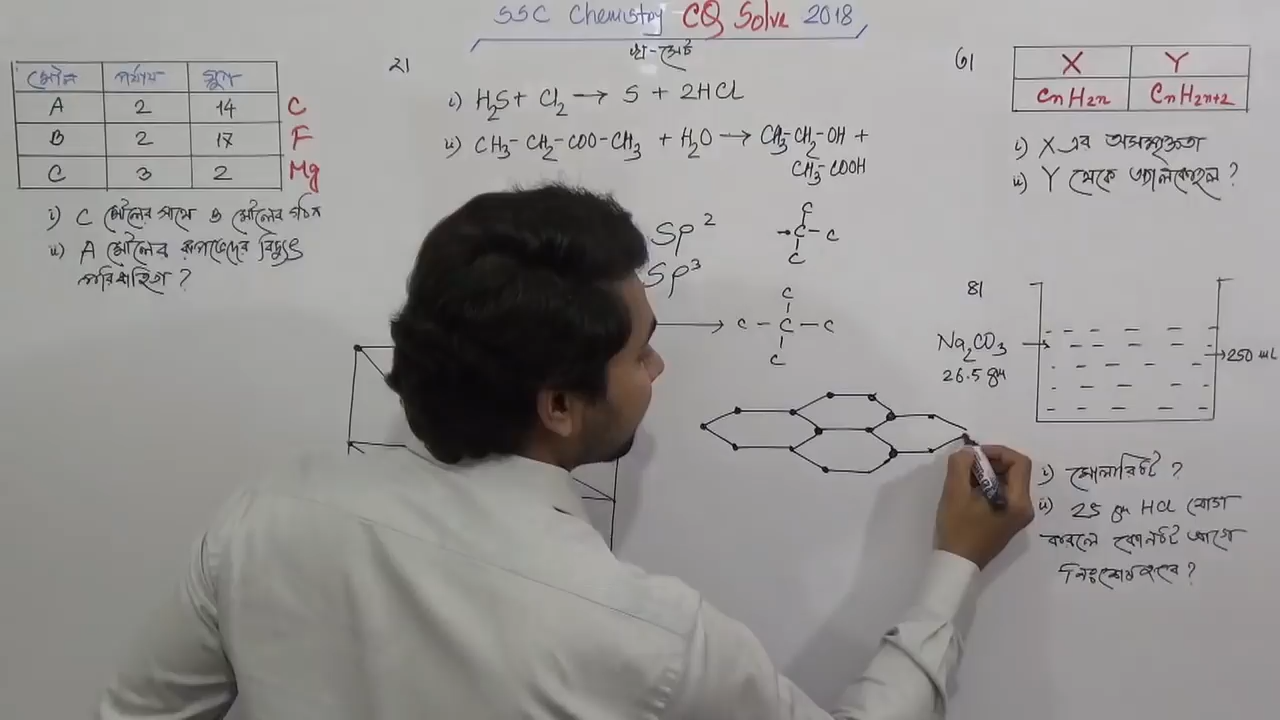 SSC Chemistry CQ Solve 2018
খ-সেট
মৌল পর্যায় গ্রুপ
A 2 14 C
B 2 17 F
C 3 2 Mg
i) C মৌলের সাথে B মৌলের গঠন
ii) A মৌলের রূপভেদের বিদ্যুৎ
পরিবাহিতা ?
২।
i) H₂S + Cl₂ → S + 2HCl
ii) CH₃-CH₂-COO-CH₃ + H₂O → CH₃-CH₂-OH +
CH₃-COOH
Sp²
Sp³
C
→ C - C
C
C
→ C - C - C
C
৩।
X Y
CnH2n CnH2n+2
i) X এর অসম্পৃক্ততা
ii) Y থেকে অ্যালকোহল ?
৪।
Na₂CO₃
26.5 gm
250 mL
i) মোলারিটি ?
ii) 25 gm HCl যোগ
করলে কোনটি আগে
নিঃশেষ হবে ?